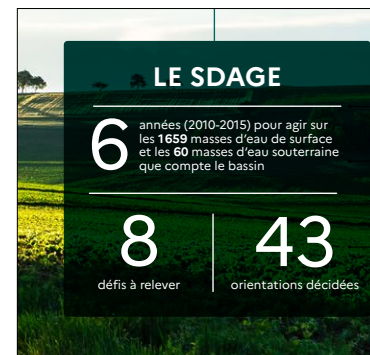 LE SDAGE
6
années (2010-2015) pour agir sur
les 1659 masses d'eau de surface
et les 60 masses d'eau souterraine
que compte le bassin
8
défis à relever
43
orientations décidées